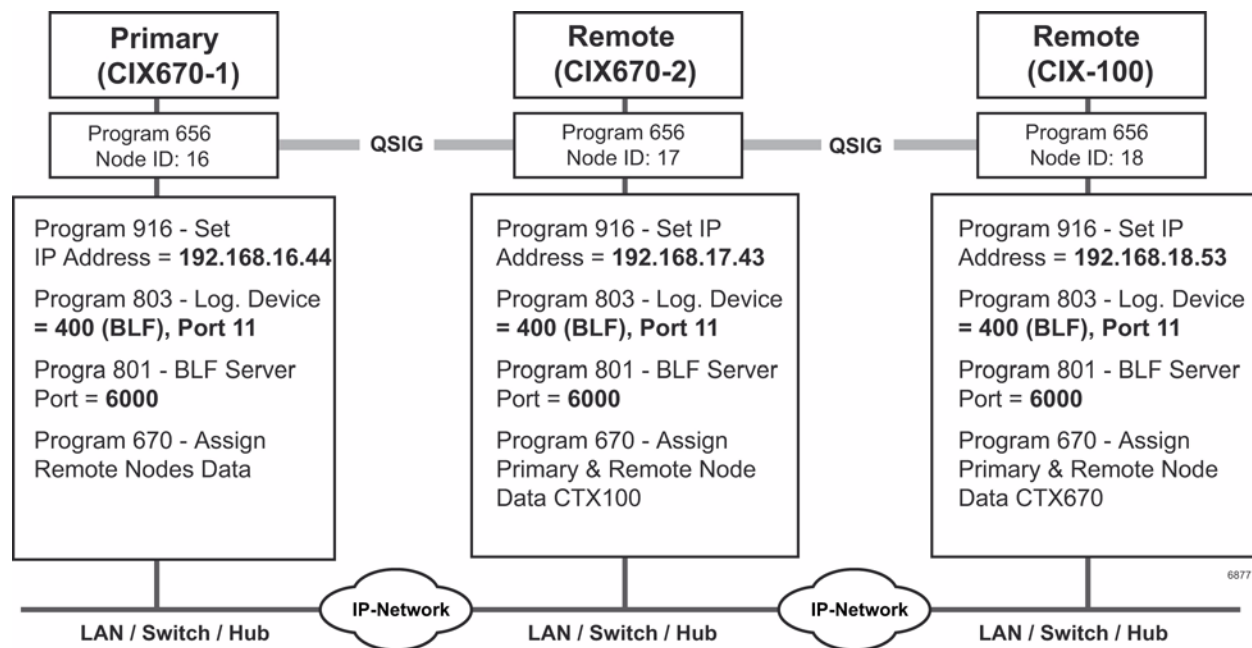 Primary
(CIX670-1)
Program 656
Node ID: 16
Program 916 - Set
IP Address = 192.168.16.44
Program 803 - Log. Device
= 400 (BLF), Port 11
Progra 801 - BLF Server
Port = 6000
Program 670 - Assign
Remote Nodes Data
QSIG
Remote
(CIX670-2)
Program 656
Node ID: 17
Program 916 - Set IP
Address = 192.168.17.43
Program 803 - Log. Device
= 400 (BLF), Port 11
Program 801 - BLF Server
Port = 6000
Program 670 - Assign
Primary & Remote Node
Data CTX100
QSIG
Remote
(CIX-100)
Program 656
Node ID: 18
Program 916 - Set IP
Address = 192.168.18.53
Program 803 - Log. Device
= 400 (BLF), Port 11
Program 801 - BLF Server
Port = 6000
Program 670 - Assign
Primary & Remote Node
Data CTX670
6877
IP-Network
IP-Network
LAN / Switch / Hub
LAN / Switch / Hub
LAN / Switch / Hub